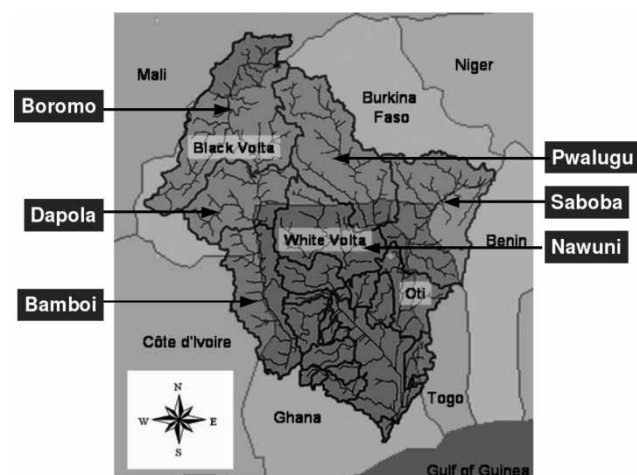 Mali
Niger
Boromo
Burkina
Faso
Black Volta
Pwalugu
Saboba
Dapola
White Volta
Nawuni
Benin
Bamboi
Oti
Côte d'Ivoire
N
W
E
S
Togo
Ghana
Gulf of Guinea